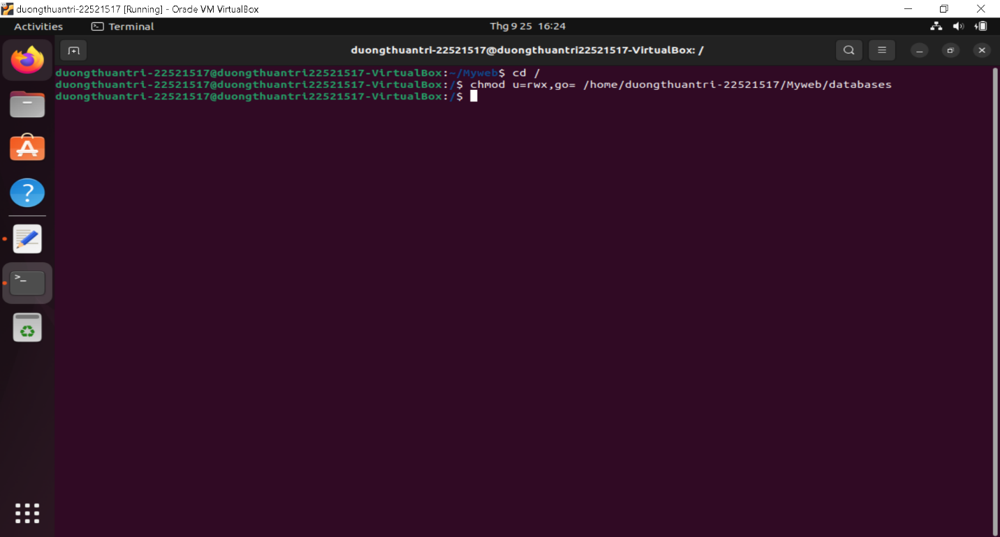 duongthuantri-22521517 [Running] - Oracle VM VirtualBox
Activities Terminal Thg 9 25 16:24
duongthuantri-22521517@duongthuantri22521517-VirtualBox: /
duongthuantri-22521517@duongthuantri22521517-VirtualBox:~/Myweb$ cd /
duongthuantri-22521517@duongthuantri22521517-VirtualBox:/$ chmod u=rwx,go= /home/duongthuantri-22521517/Myweb/databases
duongthuantri-22521517@duongthuantri22521517-VirtualBox:/$